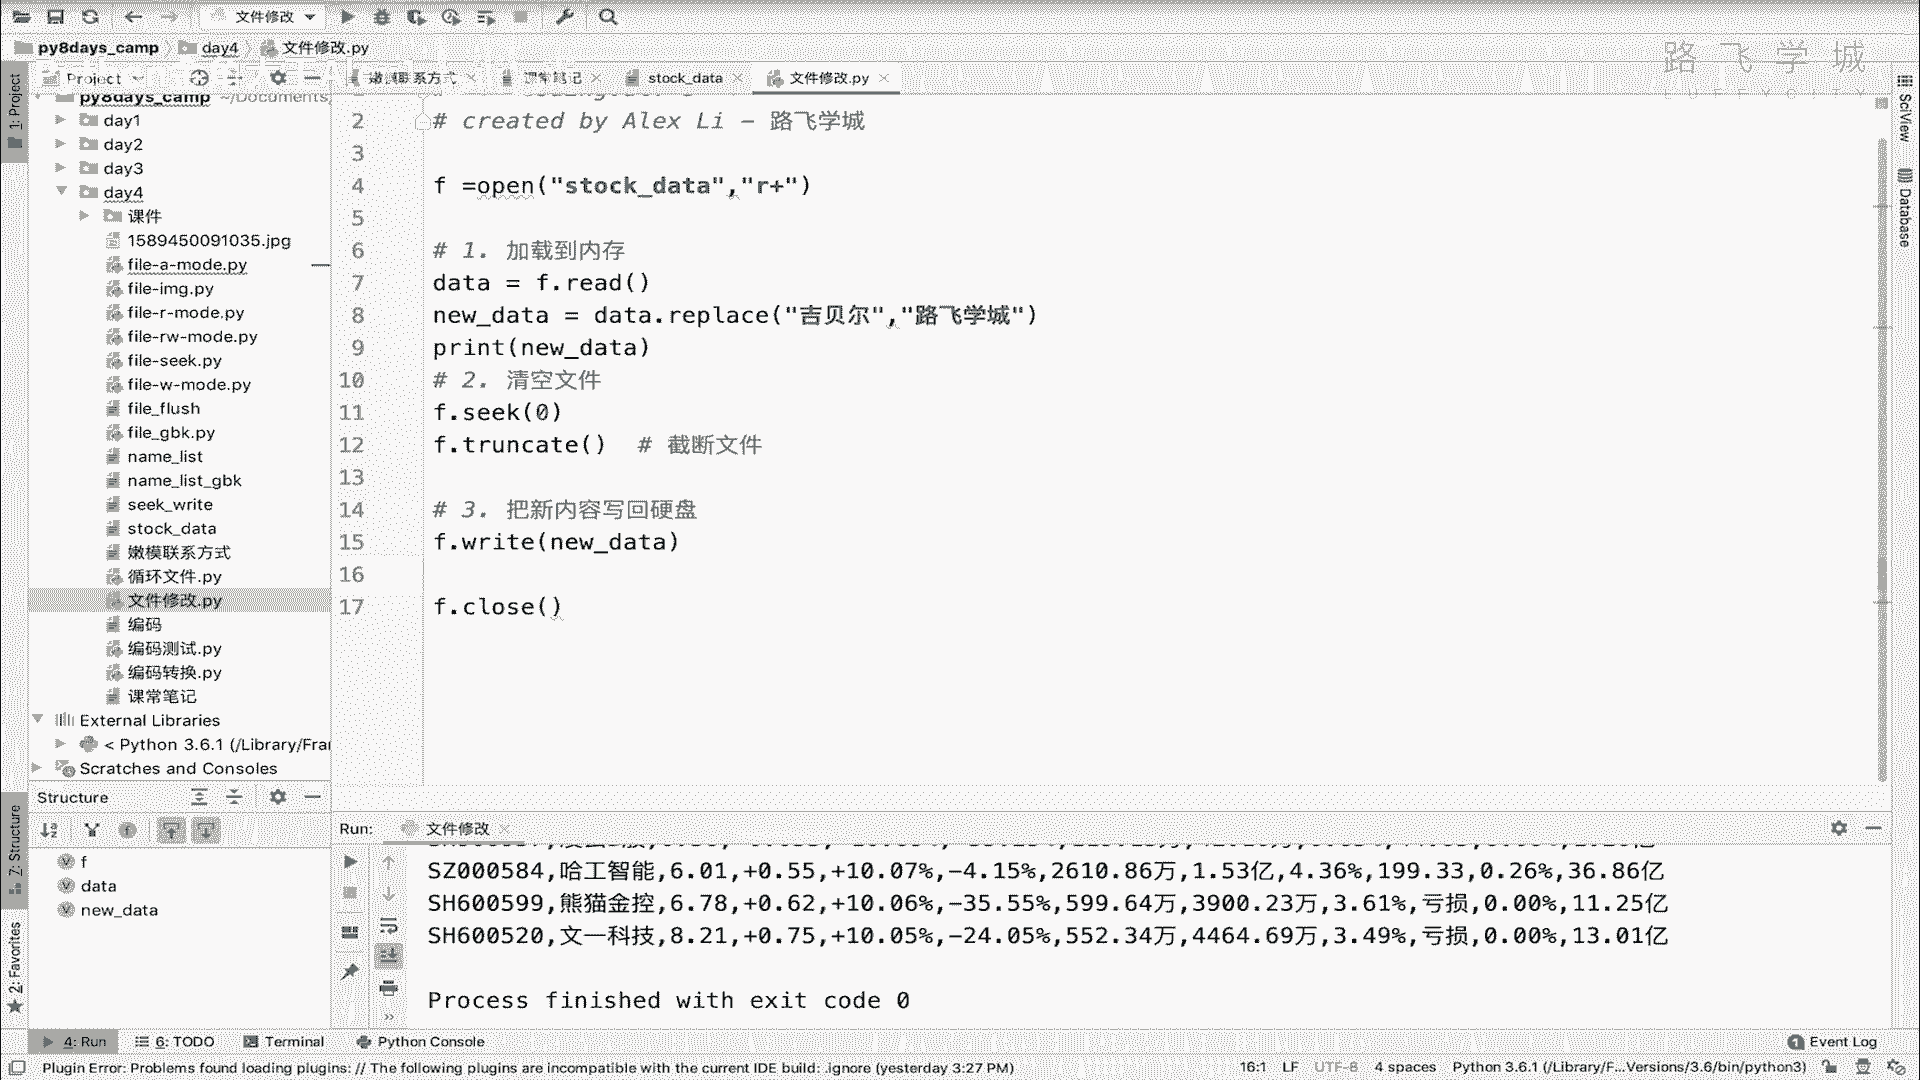 文件修改
py8days_camp day4 文件修改.py
路飞学城
Project 嫩模联系方式 课常笔记 stock_data 文件修改.py
1: Project
py8days_camp ~/Documents,
day1
day2
day3
day4
课件
1589450091035.jpg
file-a-mode.py
file-img.py
file-r-mode.py
file-rw-mode.py
file-seek.py
file-w-mode.py
file_flush
file_gbk.py
name_list
name_list_gbk
seek_write
stock_data
嫩模联系方式
循环文件.py
文件修改.py
编码
编码测试.py
编码转换.py
课常笔记
External Libraries
< Python 3.6.1 (/Library/Fra
Scratches and Consoles
2 # created by Alex Li - 路飞学城
3
4 f =open("stock_data","r+")
5
6 # 1. 加载到内存
7 data = f.read()
8 new_data = data.replace("吉贝尔","路飞学城")
9 print(new_data)
10 # 2. 清空文件
11 f.seek(0)
12 f.truncate() # 截断文件
13
14 # 3. 把新内容写回硬盘
15 f.write(new_data)
16
17 f.close()
SciView
Database
Structure
7: Structure
f
data
new_data
2: Favorites
Run: 文件修改
SZ000584,哈工智能,6.01,+0.55,+10.07%,-4.15%,2610.86万,1.53亿,4.36%,199.33,0.26%,36.86亿
SH600599,熊猫金控,6.78,+0.62,+10.06%,-35.55%,599.64万,3900.23万,3.61%,亏损,0.00%,11.25亿
SH600520,文一科技,8.21,+0.75,+10.05%,-24.05%,552.34万,4464.69万,3.49%,亏损,0.00%,13.01亿
Process finished with exit code 0
4: Run 6: TODO Terminal Python Console Event Log
Plugin Error: Problems found loading plugins: // The following plugins are incompatible with the current IDE build: .ignore (yesterday 3:27 PM) 16:1 LF UTF-8 4 spaces Python 3.6.1 (/Library/F...Versions/3.6/bin/python3)